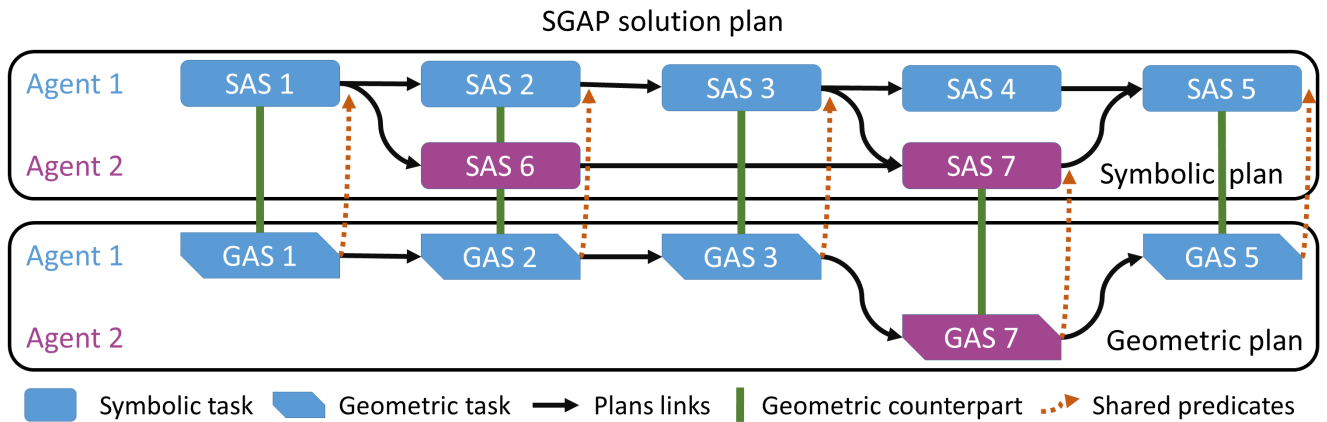 SGAP solution plan
Agent 1
SAS 1
SAS 2
SAS 3
SAS 4
SAS 5
Agent 2
SAS 6
SAS 7
Symbolic plan
Agent 1
GAS 1
GAS 2
GAS 3
GAS 5
Agent 2
GAS 7
Geometric plan
Symbolic task
Geometric task
Plans links
Geometric counterpart
Shared predicates